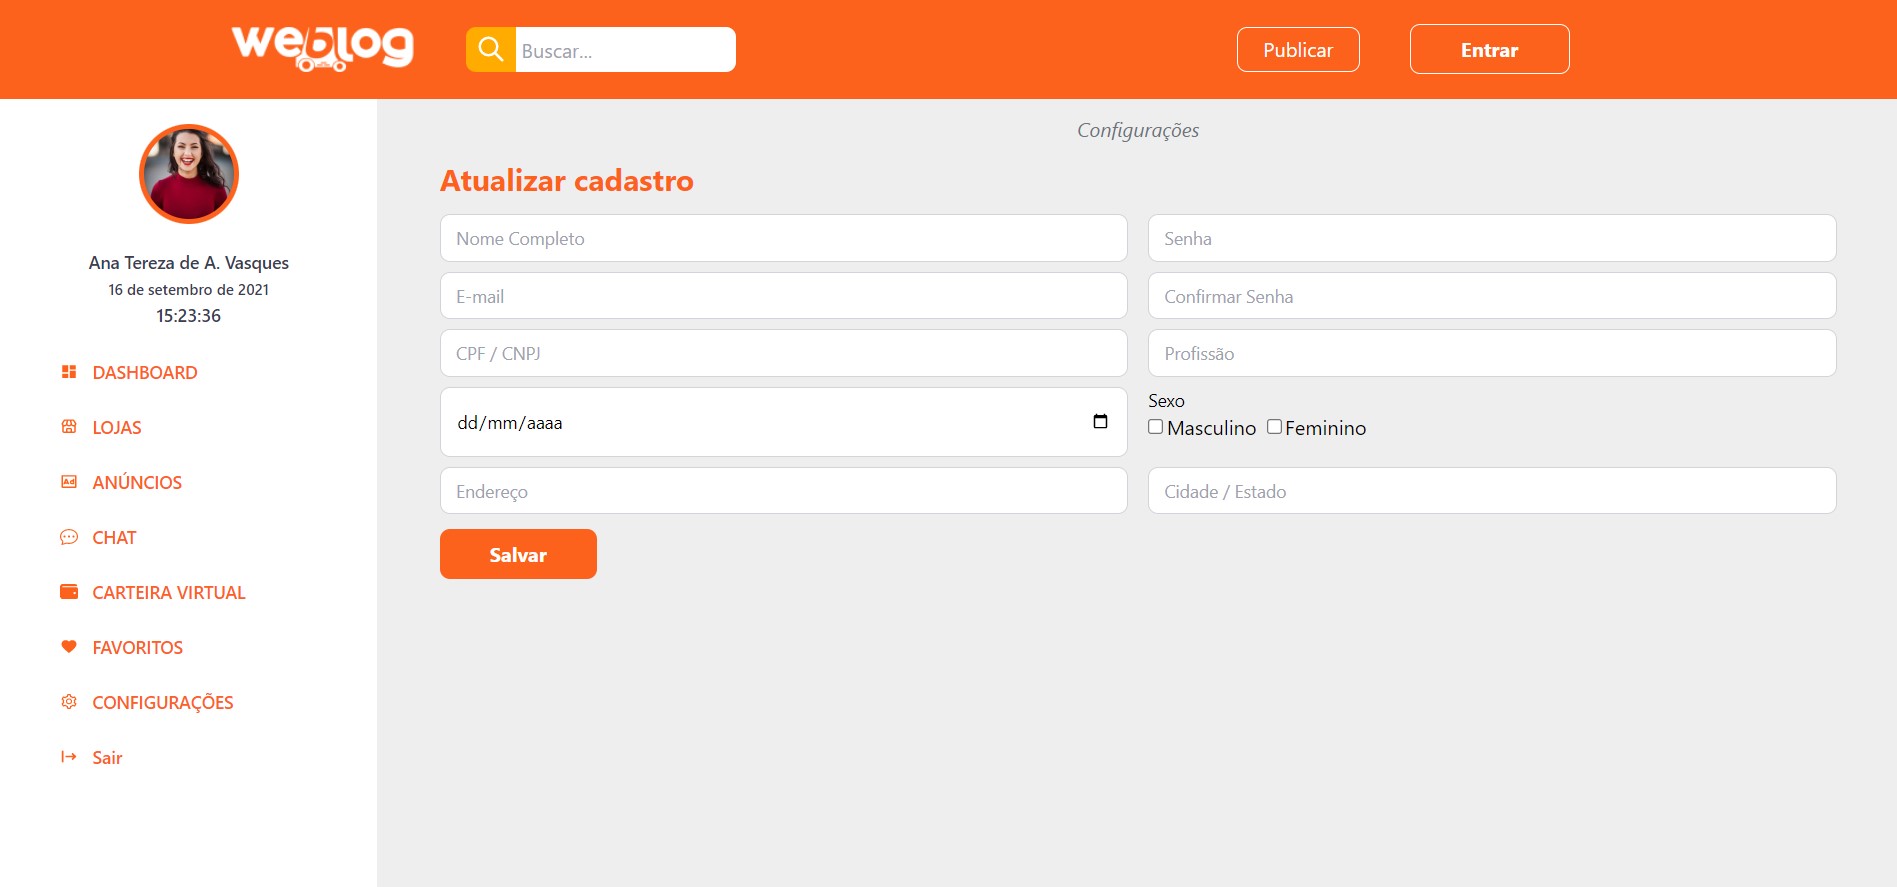 weblog
Buscar...
Publicar
Entrar
Ana Tereza de A. Vasques
16 de setembro de 2021
15:23:36
DASHBOARD
LOJAS
Ad
ANÚNCIOS
CHAT
CARTEIRA VIRTUAL
FAVORITOS
CONFIGURAÇÕES
Sair
Configurações
Atualizar cadastro
Nome Completo
Senha
E-mail
Confirmar Senha
CPF / CNPJ
Profissão
dd/mm/aaaa
Sexo
Masculino Feminino
Endereço
Cidade / Estado
Salvar